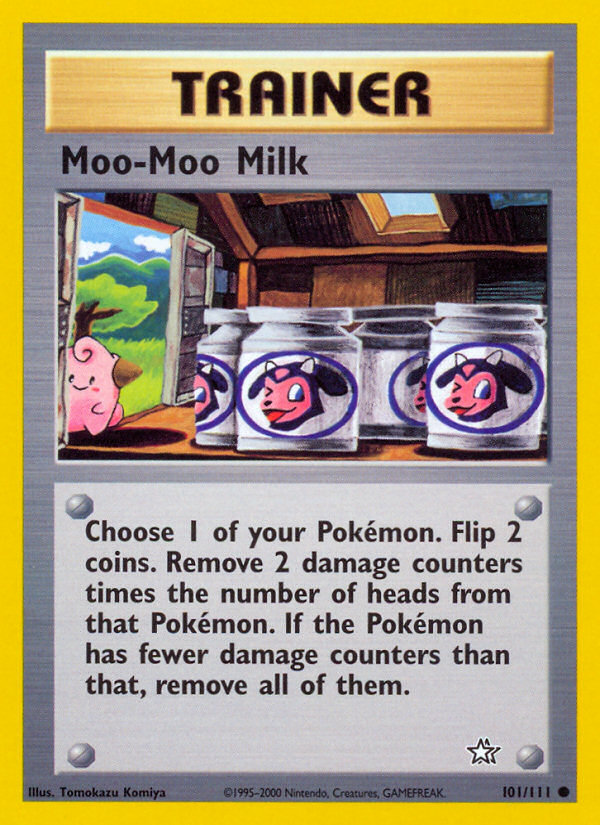 TRAINER
Moo-Moo Milk
Choose 1 of your Pokémon. Flip 2
coins. Remove 2 damage counters
times the number of heads from
that Pokémon. If the Pokémon
has fewer damage counters than
that, remove all of them.
Illus. Tomokazu Komiya
©1995-2000 Nintendo, Creatures, GAMEFREAK.
101/111